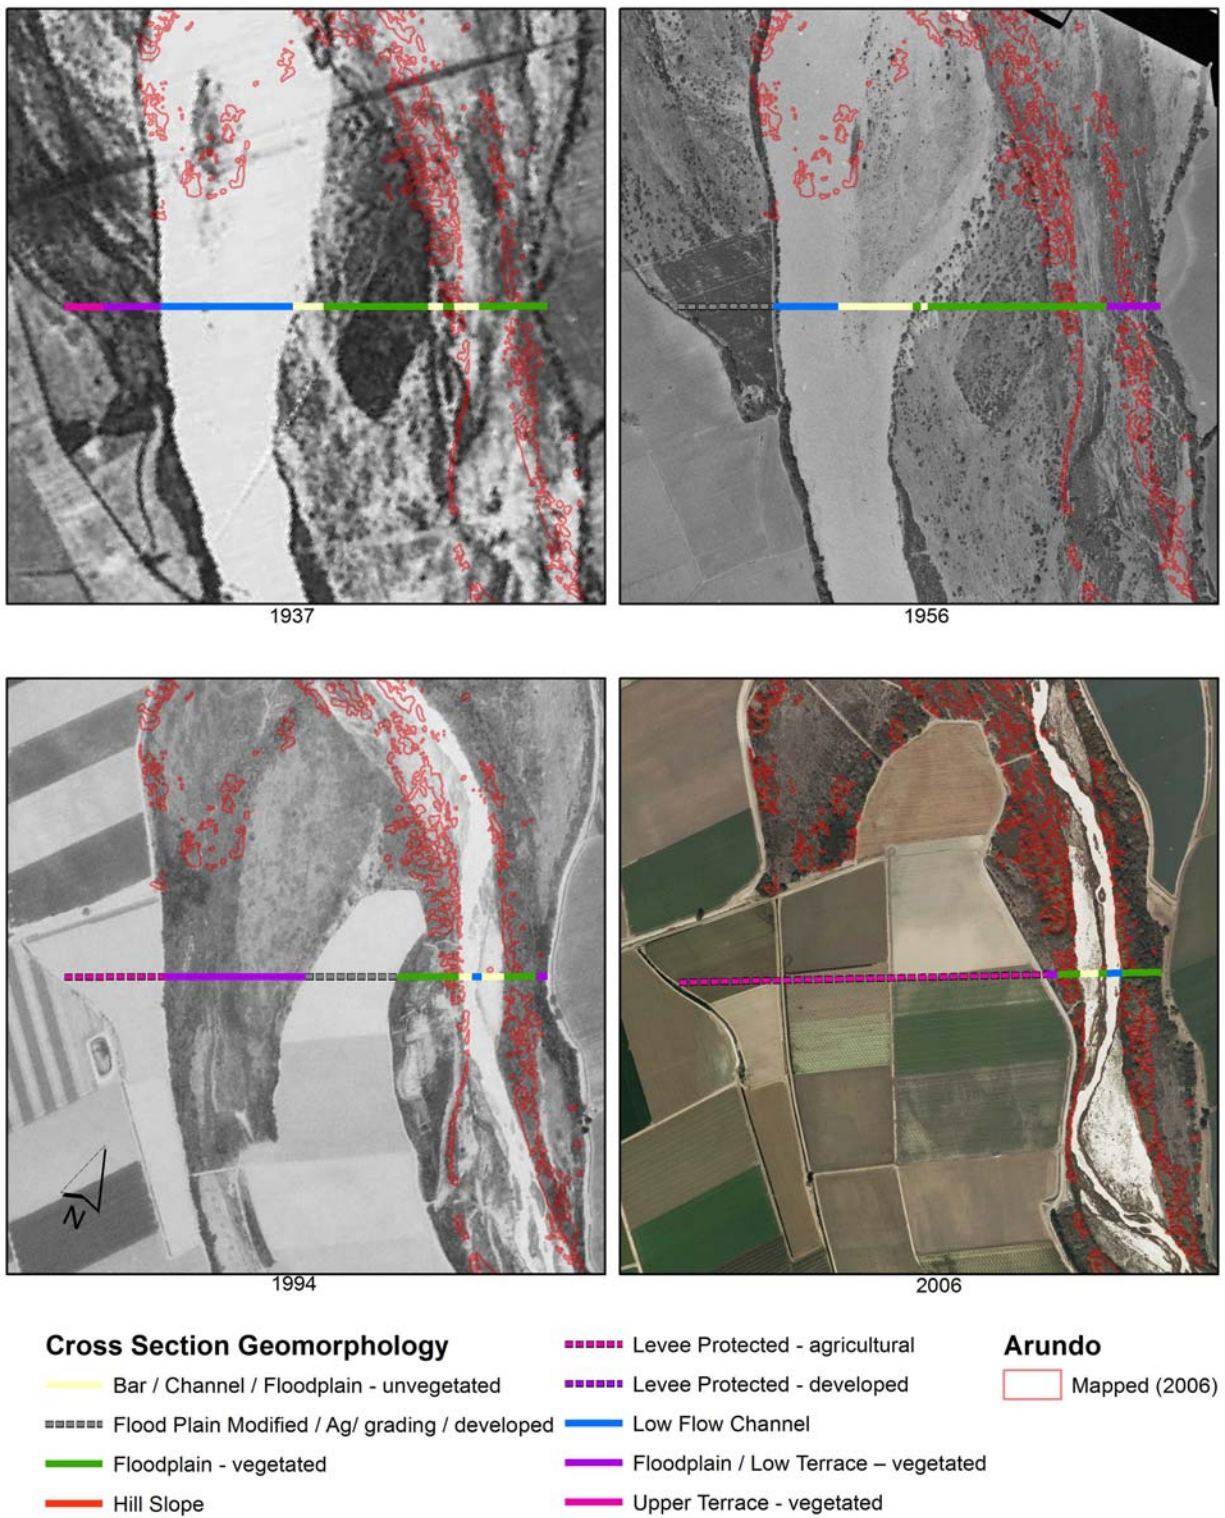 1937
1956
N
1994
2006
Cross Section Geomorphology
Bar / Channel / Floodplain - unvegetated
Flood Plain Modified / Ag/ grading / developed
Floodplain - vegetated
Hill Slope
Levee Protected - agricultural
Levee Protected - developed
Low Flow Channel
Floodplain / Low Terrace – vegetated
Upper Terrace - vegetated
Arundo
Mapped (2006)